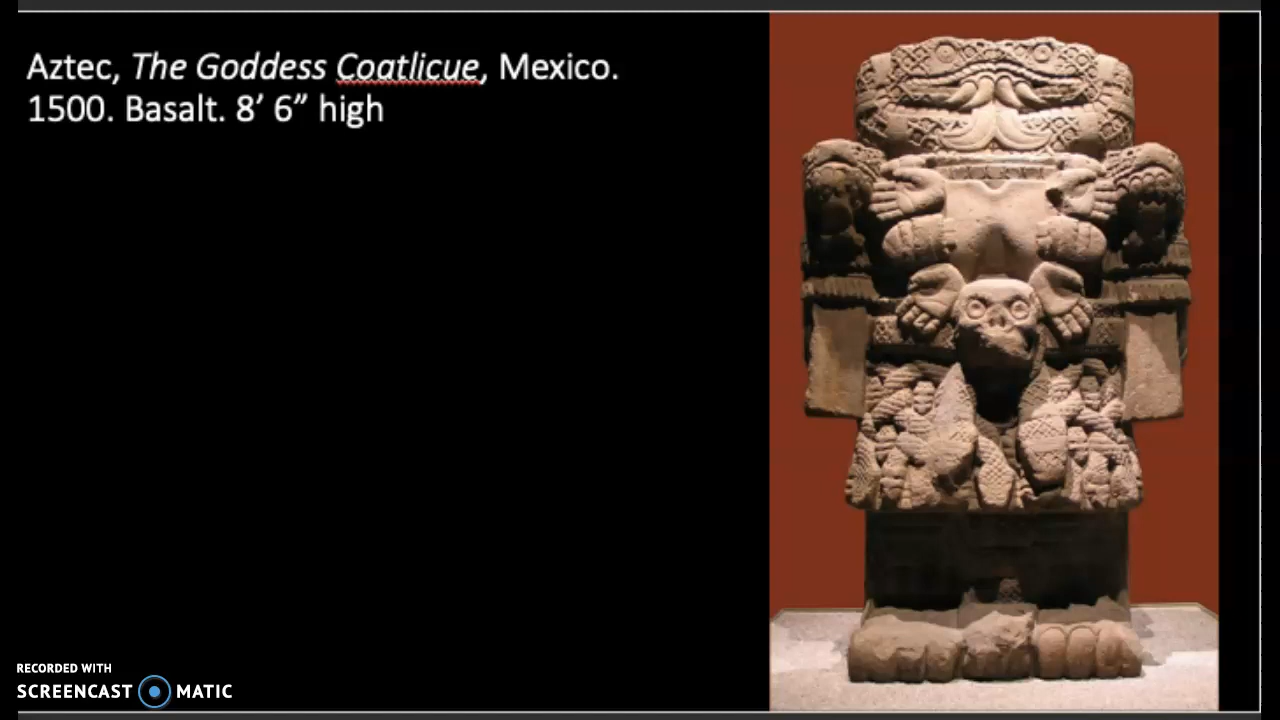 Aztec, The Goddess Coatlicue, Mexico.
1500. Basalt. 8’ 6” high
RECORDED WITH
SCREENCAST MATIC